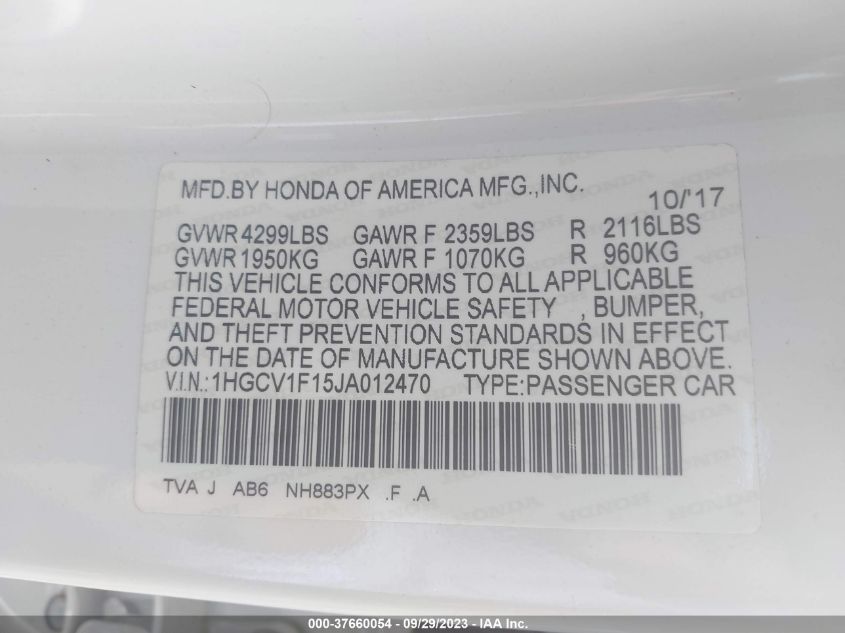 MFD.BY HONDA OF AMERICA MFG.,INC. 10/'17
GVWR 4299LBS GAWR F 2359LBS R 2116LBS
GVWR 1950KG GAWR F 1070KG R 960KG
THIS VEHICLE CONFORMS TO ALL APPLICABLE
FEDERAL MOTOR VEHICLE SAFETY , BUMPER,
AND THEFT PREVENTION STANDARDS IN EFFECT
ON THE DATE OF MANUFACTURE SHOWN ABOVE.
V.I.N.:1HGCV1F15JA012470 TYPE:PASSENGER CAR
TVA J AB6 NH883PX .F .A
000-37660054 - 09/29/2023 - IAA Inc.